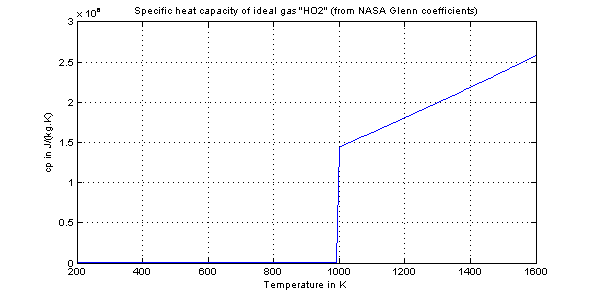 Specific heat capacity of ideal gas "HO2" (from NASA Glenn coefficients)
× 10⁸
3
2.5
2
1.5
1
0.5
0
cp in J/(kg.K)
200 400 600 800 1000 1200 1400 1600
Temperature in K